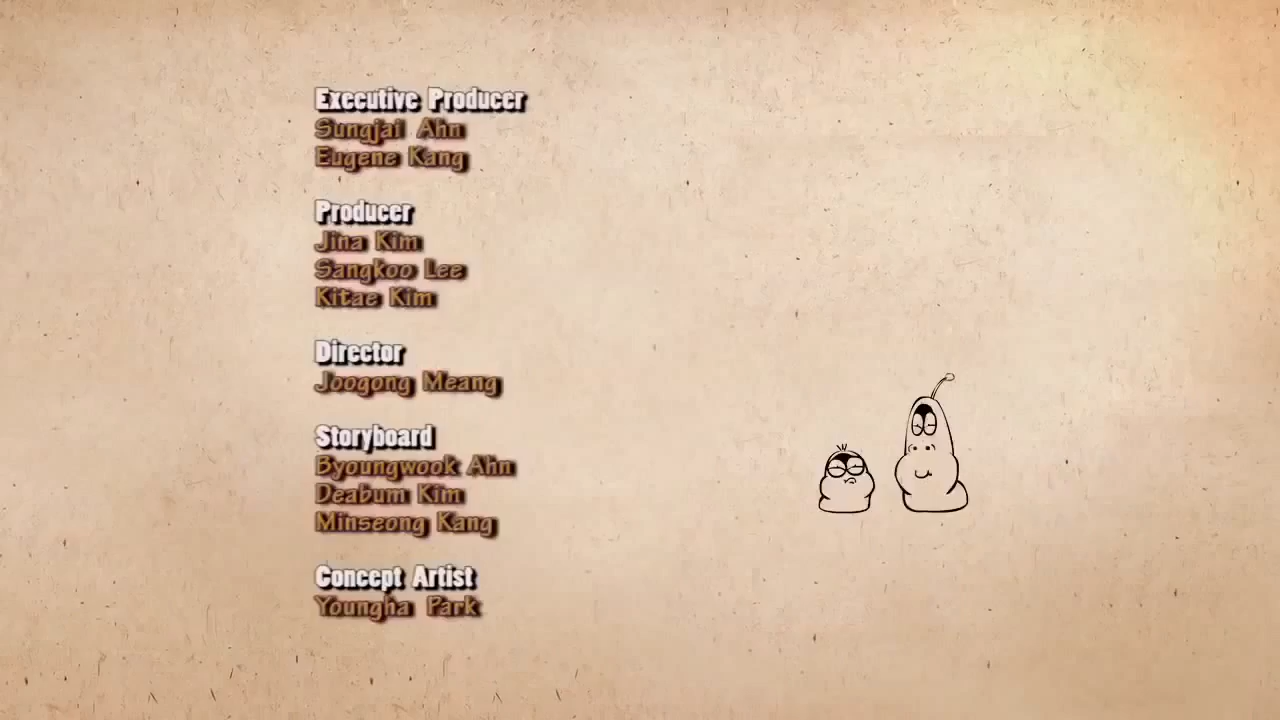 Executive Producer
Sungjai Ahn
Eugene Kang
Producer
Jina Kim
Sangkoo Lee
Kitae Kim
Director
Joogong Meang
Storyboard
Byoungwook Ahn
Deabum Kim
Minseong Kang
Concept Artist
Youngha Park